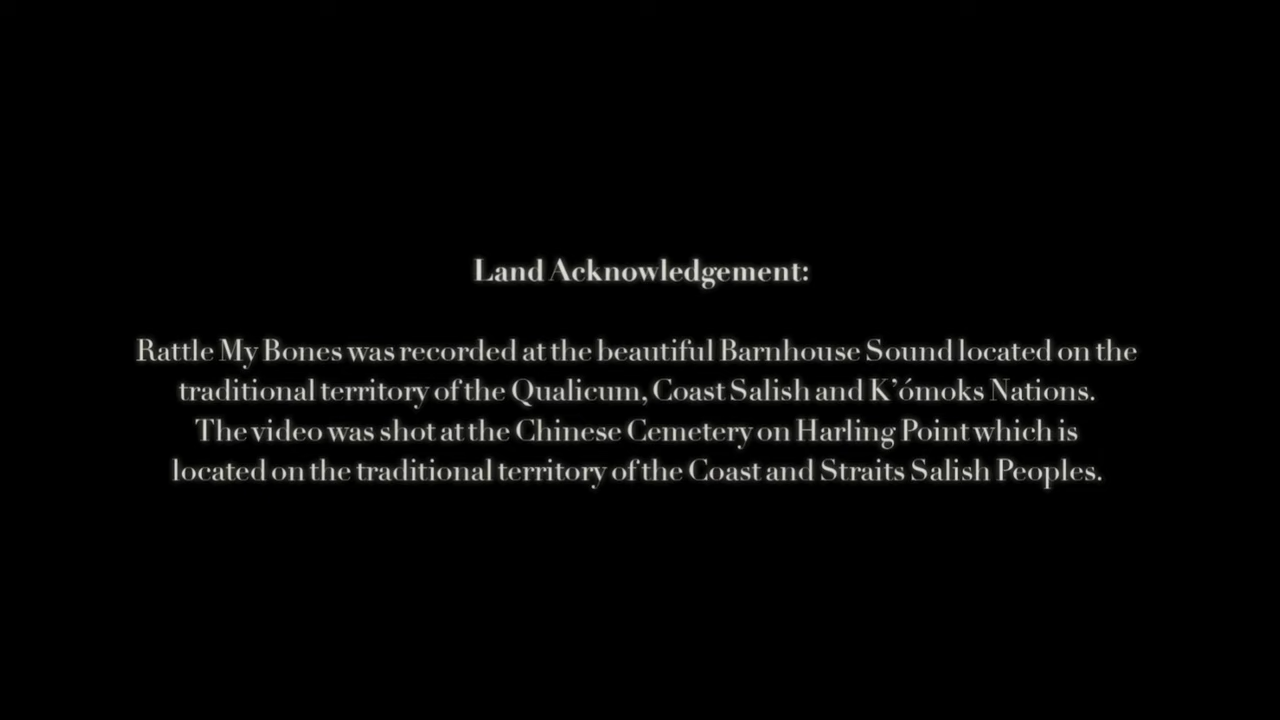 Land Acknowledgement:
Rattle My Bones was recorded at the beautiful Barnhouse Sound located on the
traditional territory of the Qualicum, Coast Salish and K’ómoks Nations.
The video was shot at the Chinese Cemetery on Harling Point which is
located on the traditional territory of the Coast and Straits Salish Peoples.